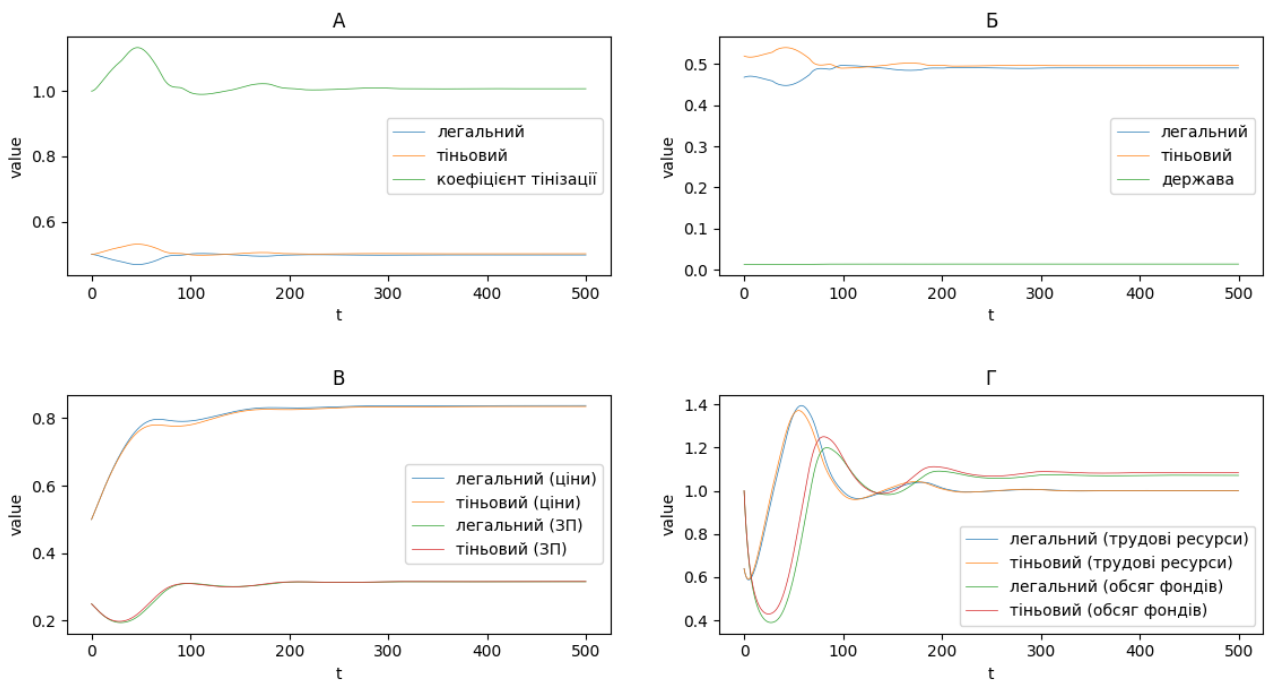 А
value
1.0
0.8
0.6
легальний
тіньовий
коефіцієнт тінізації
0 100 200 300 400 500
t
Б
value
0.5
0.4
0.3
0.2
0.1
0.0
легальний
тіньовий
держава
0 100 200 300 400 500
t
В
value
0.8
0.6
0.4
0.2
легальний (ціни)
тіньовий (ціни)
легальний (ЗП)
тіньовий (ЗП)
0 100 200 300 400 500
t
Г
value
1.4
1.2
1.0
0.8
0.6
0.4
легальний (трудові ресурси)
тіньовий (трудові ресурси)
легальний (обсяг фондів)
тіньовий (обсяг фондів)
0 100 200 300 400 500
t